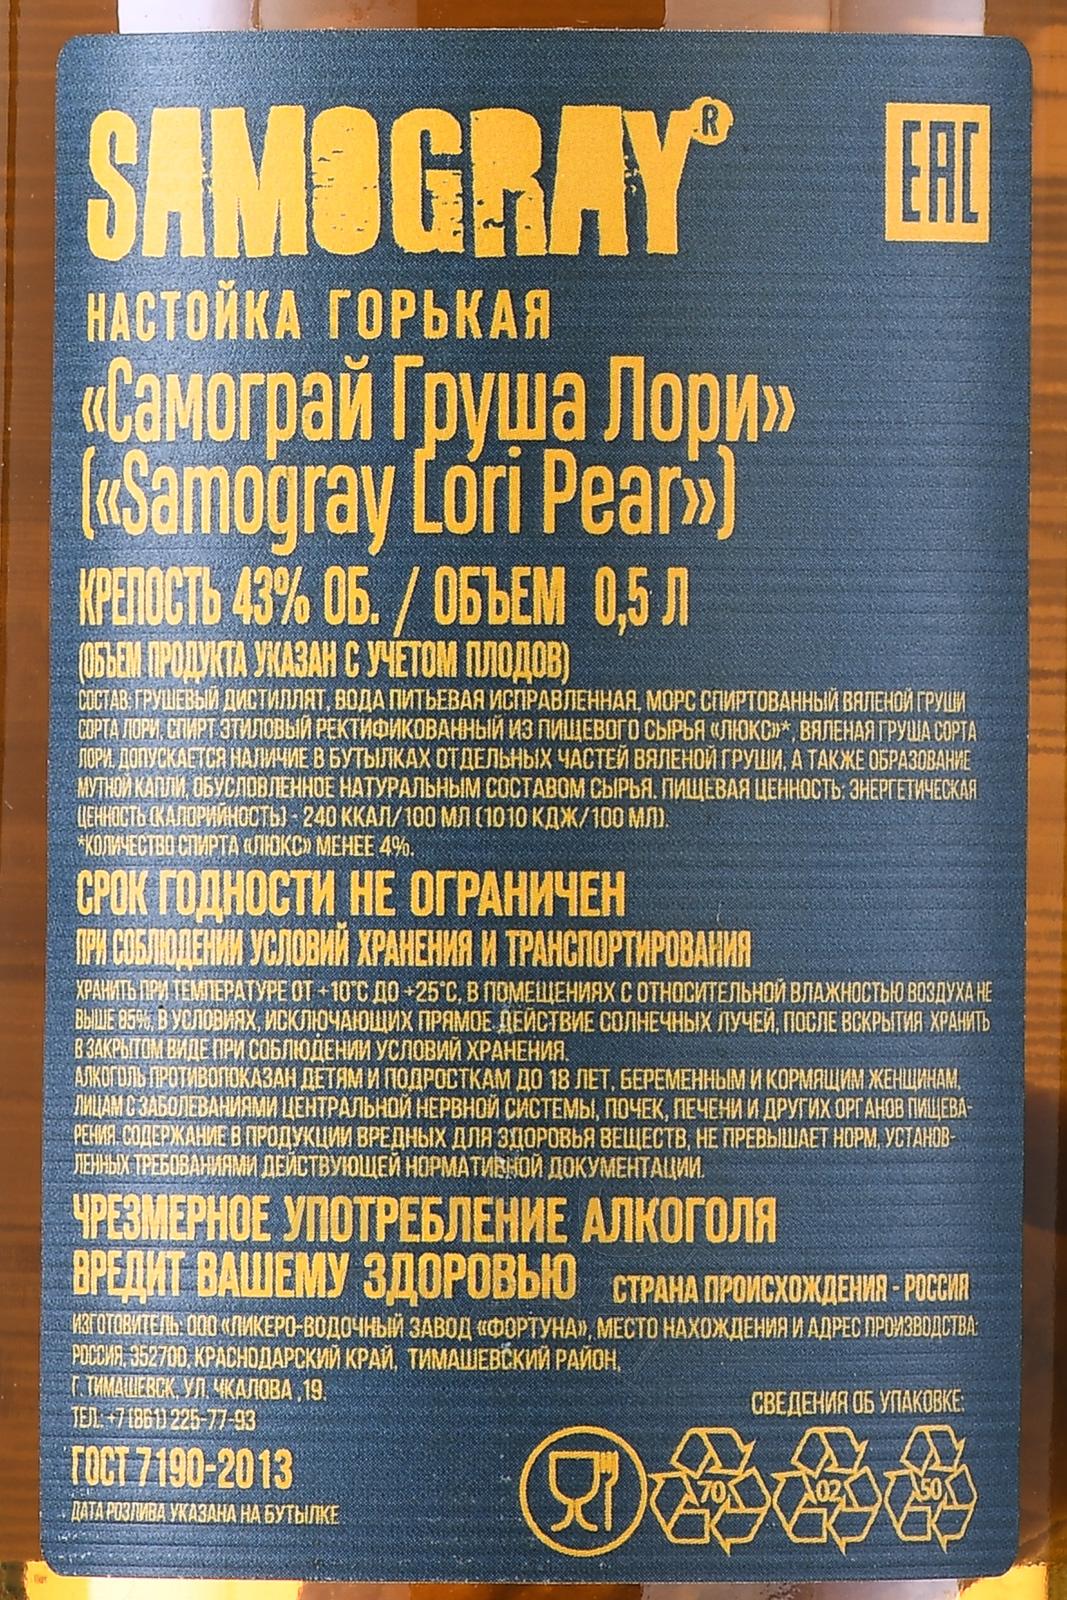 SAMOGRAY®
EAC
НАСТОЙКА ГОРЬКАЯ
«Самограй Груша Лори»
(«Samogray Lori Pear»)
КРЕПОСТЬ 43% ОБ. / ОБЪЕМ 0,5 Л
(ОБЪЕМ ПРОДУКТА УКАЗАН С УЧЕТОМ ПЛОДОВ)
СОСТАВ: ГРУШЕВЫЙ ДИСТИЛЛЯТ, ВОДА ПИТЬЕВАЯ ИСПРАВЛЕННАЯ, МОРС СПИРТОВАННЫЙ ВЯЛЕНОЙ ГРУШИ
СОРТА ЛОРИ, СПИРТ ЭТИЛОВЫЙ РЕКТИФИКОВАННЫЙ ИЗ ПИЩЕВОГО СЫРЬЯ «ЛЮКС»*, ВЯЛЕНАЯ ГРУША СОРТА
ЛОРИ. ДОПУСКАЕТСЯ НАЛИЧИЕ В БУТЫЛКАХ ОТДЕЛЬНЫХ ЧАСТЕЙ ВЯЛЕНОЙ ГРУШИ, А ТАКЖЕ ОБРАЗОВАНИЕ
МУТНОЙ КАПЛИ, ОБУСЛОВЛЕННОЕ НАТУРАЛЬНЫМ СОСТАВОМ СЫРЬЯ. ПИЩЕВАЯ ЦЕННОСТЬ: ЭНЕРГЕТИЧЕСКАЯ
ЦЕННОСТЬ (КАЛОРИЙНОСТЬ) - 240 ККАЛ/100 МЛ (1010 КДЖ/100 МЛ).
*КОЛИЧЕСТВО СПИРТА «ЛЮКС» МЕНЕЕ 4%.
СРОК ГОДНОСТИ НЕ ОГРАНИЧЕН
ПРИ СОБЛЮДЕНИИ УСЛОВИЙ ХРАНЕНИЯ И ТРАНСПОРТИРОВАНИЯ
ХРАНИТЬ ПРИ ТЕМПЕРАТУРЕ ОТ +10°С ДО +25°С, В ПОМЕЩЕНИЯХ С ОТНОСИТЕЛЬНОЙ ВЛАЖНОСТЬЮ ВОЗДУХА НЕ
ВЫШЕ 85%, В УСЛОВИЯХ, ИСКЛЮЧАЮЩИХ ПРЯМОЕ ДЕЙСТВИЕ СОЛНЕЧНЫХ ЛУЧЕЙ, ПОСЛЕ ВСКРЫТИЯ ХРАНИТЬ
В ЗАКРЫТОМ ВИДЕ ПРИ СОБЛЮДЕНИИ УСЛОВИЙ ХРАНЕНИЯ.
АЛКОГОЛЬ ПРОТИВОПОКАЗАН ДЕТЯМ И ПОДРОСТКАМ ДО 18 ЛЕТ, БЕРЕМЕННЫМ И КОРМЯЩИМ ЖЕНЩИНАМ,
ЛИЦАМ С ЗАБОЛЕВАНИЯМИ ЦЕНТРАЛЬНОЙ НЕРВНОЙ СИСТЕМЫ, ПОЧЕК, ПЕЧЕНИ И ДРУГИХ ОРГАНОВ ПИЩЕВА-
РЕНИЯ. СОДЕРЖАНИЕ В ПРОДУКЦИИ ВРЕДНЫХ ДЛЯ ЗДОРОВЬЯ ВЕЩЕСТВ, НЕ ПРЕВЫШАЕТ НОРМ, УСТАНОВ-
ЛЕННЫХ ТРЕБОВАНИЯМИ ДЕЙСТВУЮЩЕЙ НОРМАТИВНОЙ ДОКУМЕНТАЦИИ.
ЧРЕЗМЕРНОЕ УПОТРЕБЛЕНИЕ АЛКОГОЛЯ
ВРЕДИТ ВАШЕМУ ЗДОРОВЬЮ
СТРАНА ПРОИСХОЖДЕНИЯ - РОССИЯ
ИЗГОТОВИТЕЛЬ: ООО «ЛИКЕРО-ВОДОЧНЫЙ ЗАВОД «ФОРТУНА», МЕСТО НАХОЖДЕНИЯ И АДРЕС ПРОИЗВОДСТВА:
РОССИЯ, 352700, КРАСНОДАРСКИЙ КРАЙ, ТИМАШЕВСКИЙ РАЙОН,
Г. ТИМАШЕВСК, УЛ. ЧКАЛОВА ,19.
ТЕЛ.: +7 (861) 225-77-93
СВЕДЕНИЯ ОБ УПАКОВКЕ:
ГОСТ 7190-2013
70 02 50
ДАТА РОЗЛИВА УКАЗАНА НА БУТЫЛКЕ